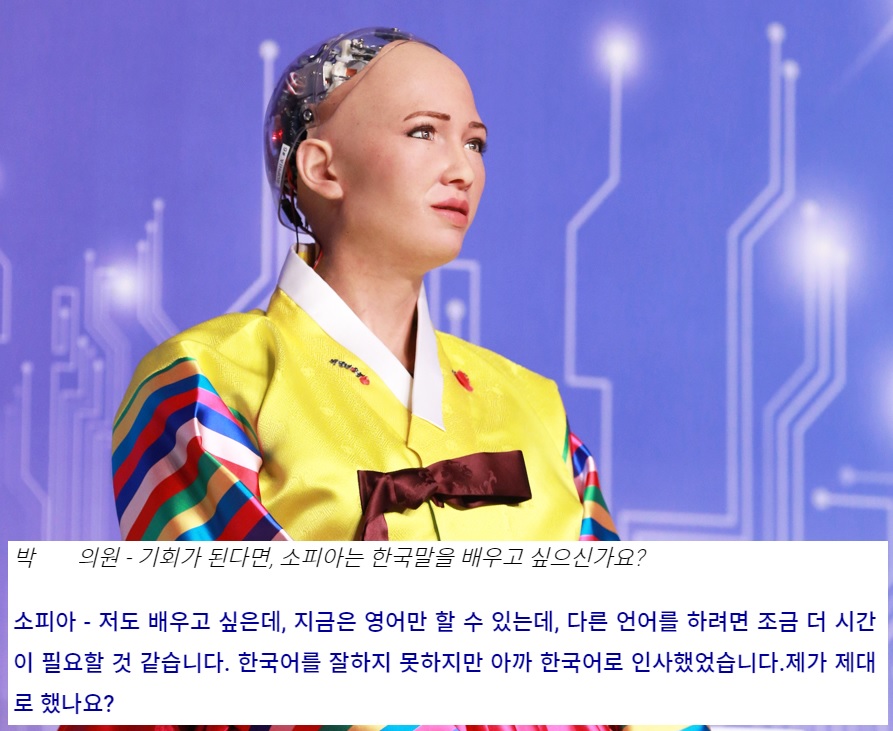 박 의원 - 기회가 된다면, 소피아는 한국말을 배우고 싶으신가요?
소피아 - 저도 배우고 싶은데, 지금은 영어만 할 수 있는데, 다른 언어를 하려면 조금 더 시간
이 필요할 것 같습니다. 한국어를 잘하지 못하지만 아까 한국어로 인사했었습니다.제가 제대
로 했나요?